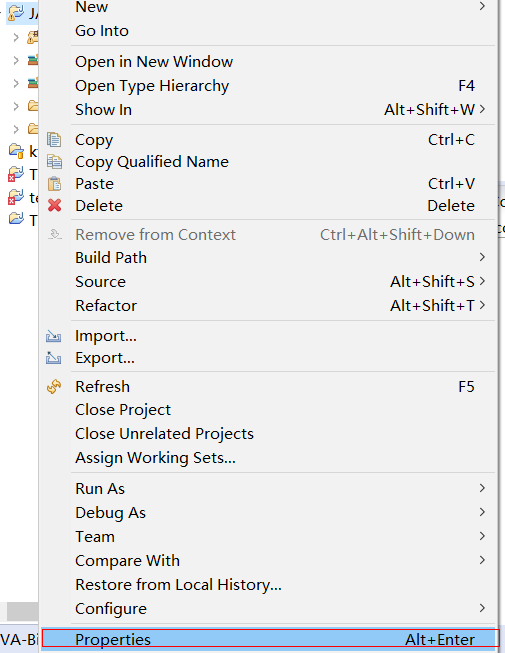 JA
New
Go Into
Open in New Window
Open Type Hierarchy F4
Show In Alt+Shift+W
Copy Ctrl+C
Copy Qualified Name
Paste Ctrl+V
Delete Delete
Remove from Context Ctrl+Alt+Shift+Down
Build Path
Source Alt+Shift+S
Refactor Alt+Shift+T
Import...
Export...
Refresh F5
Close Project
Close Unrelated Projects
Assign Working Sets...
Run As
Debug As
Team
Compare With
Restore from Local History...
Configure
VA-Bi Properties Alt+Enter